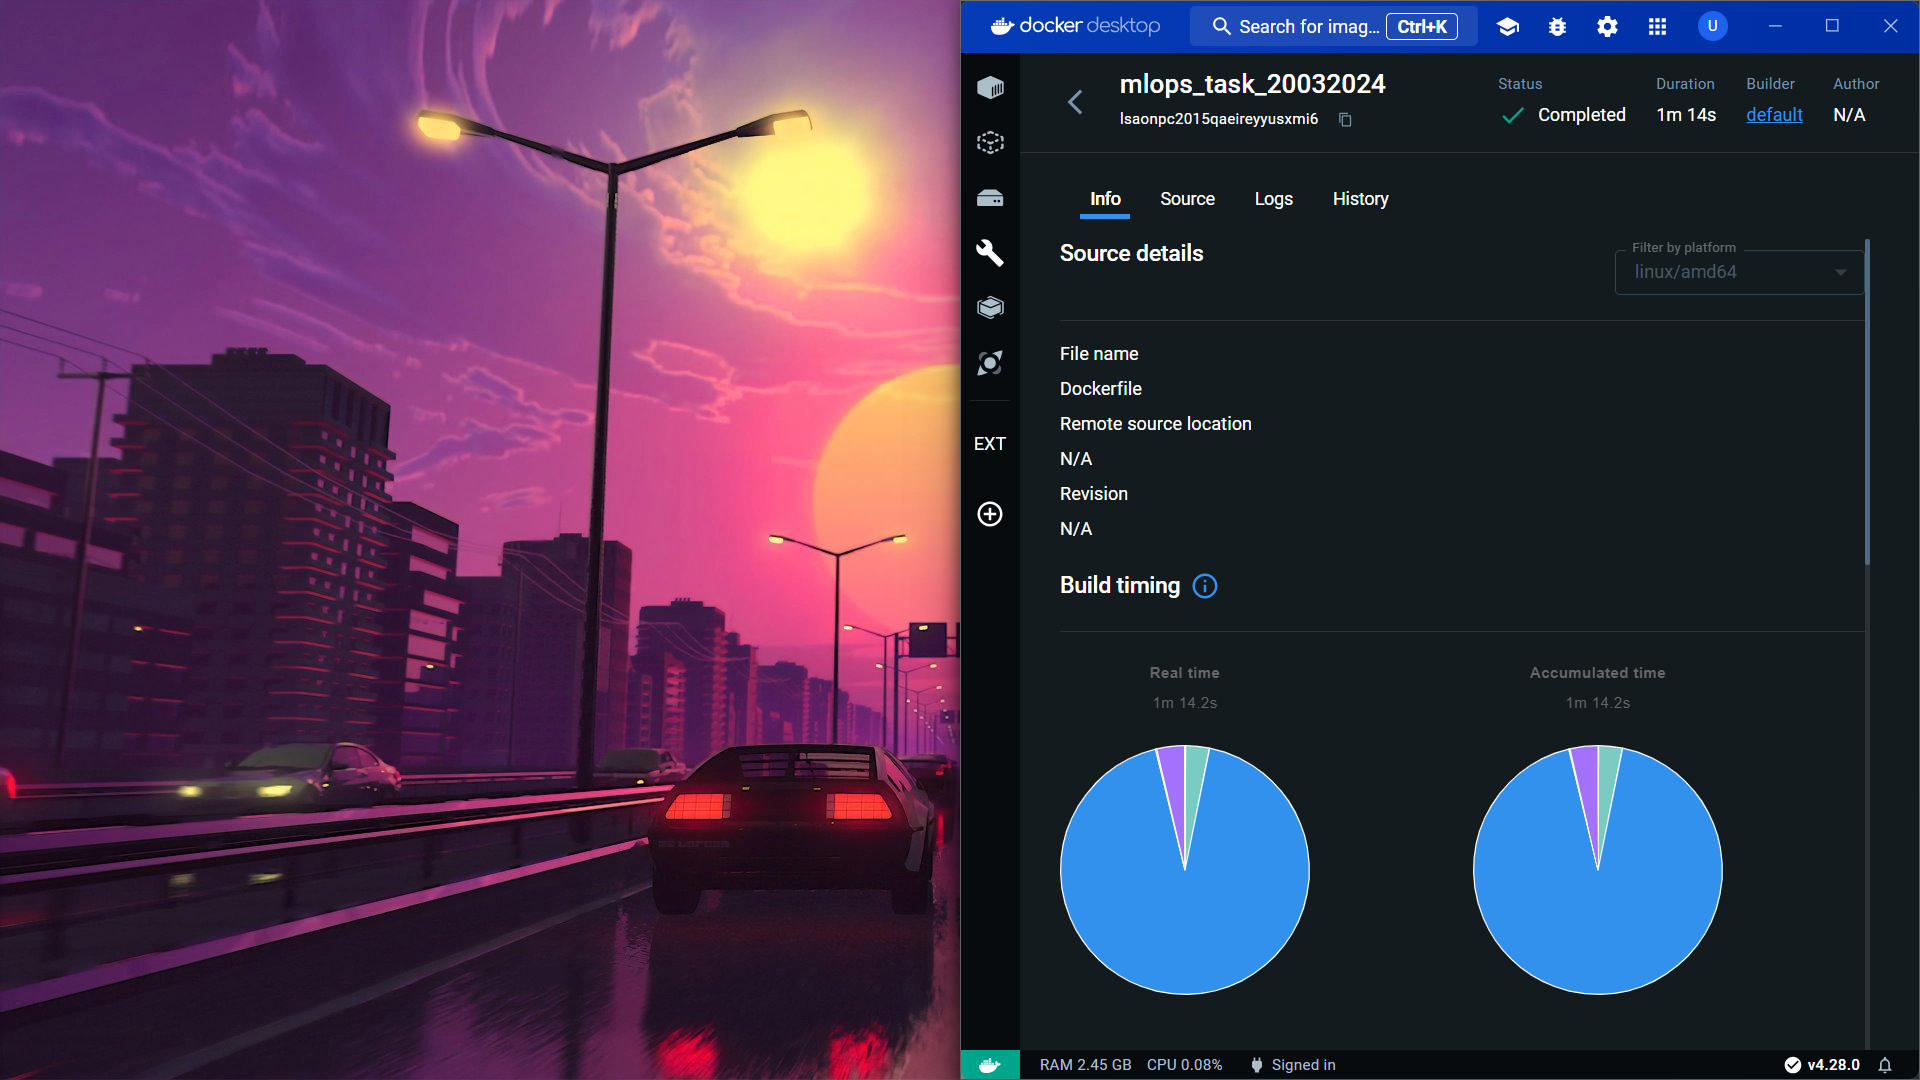 docker desktop
Search for imag... Ctrl+K
U
mlops_task_20032024
lsaonpc2015qaeireyyusxmi6
Status
Completed
Duration
1m 14s
Builder
default
Author
N/A
Info Source Logs History
Source details
Filter by platform
linux/amd64
File name
Dockerfile
Remote source location
N/A
Revision
N/A
EXT
Build timing
Real time
1m 14.2s
Accumulated time
1m 14.2s
RAM 2.45 GB CPU 0.08% Signed in
v4.28.0